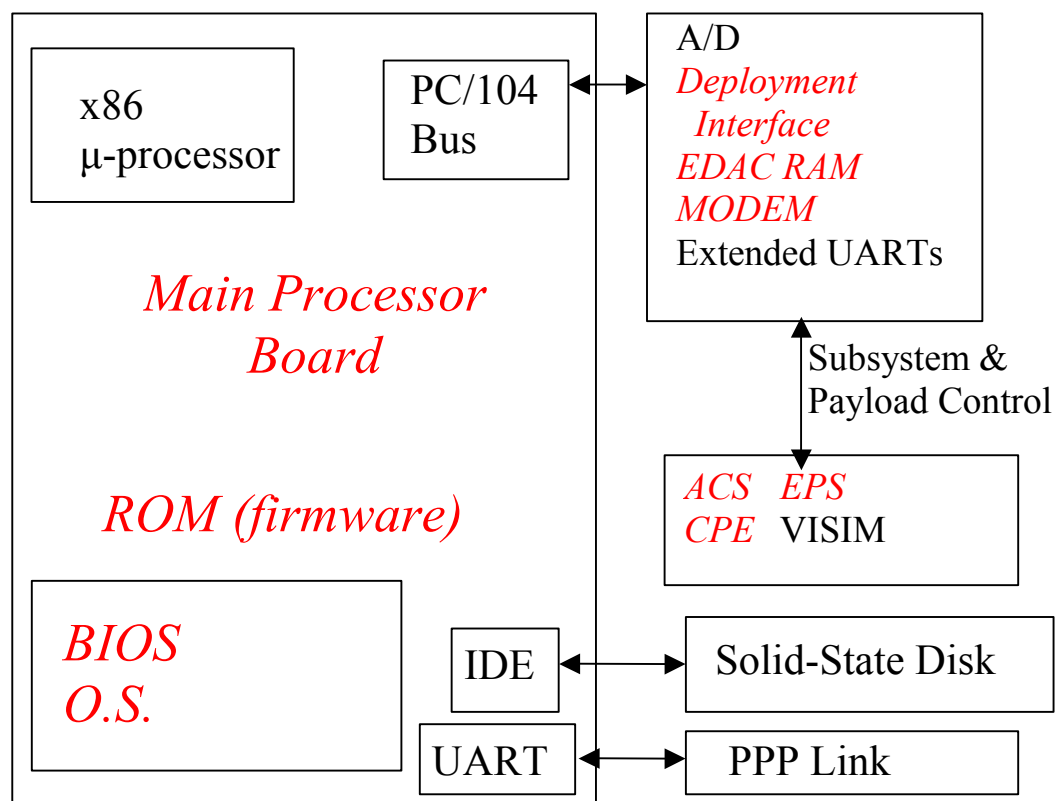 x86
μ-processor
PC/104
Bus
A/D
Deployment
Interface
EDAC RAM
MODEM
Extended UARTs
Main Processor
Board
Subsystem &
Payload Control
ROM (firmware)
ACS EPS
CPE VISIM
BIOS
O.S.
IDE
Solid-State Disk
UART
PPP Link